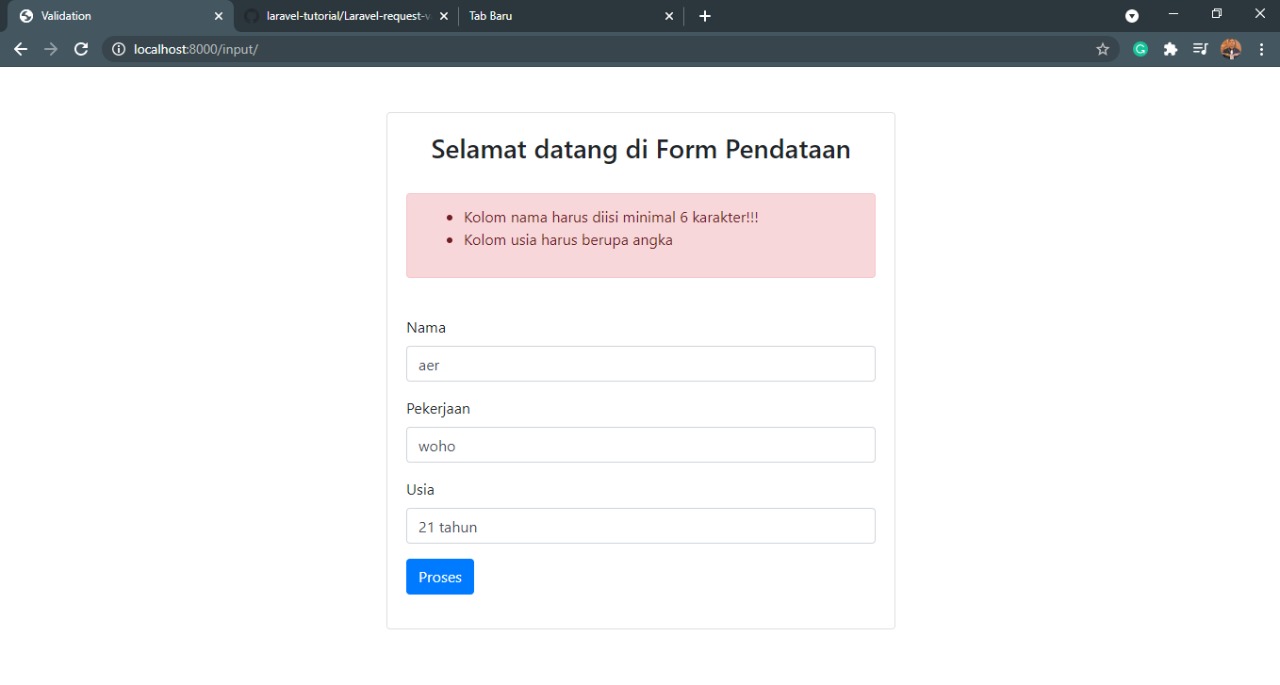 Validation
laravel-tutorial/Laravel-request-v
Tab Baru
localhost:8000/input/
Selamat datang di Form Pendataan
Kolom nama harus diisi minimal 6 karakter!!!
Kolom usia harus berupa angka
Nama
aer
Pekerjaan
woho
Usia
21 tahun
Proses